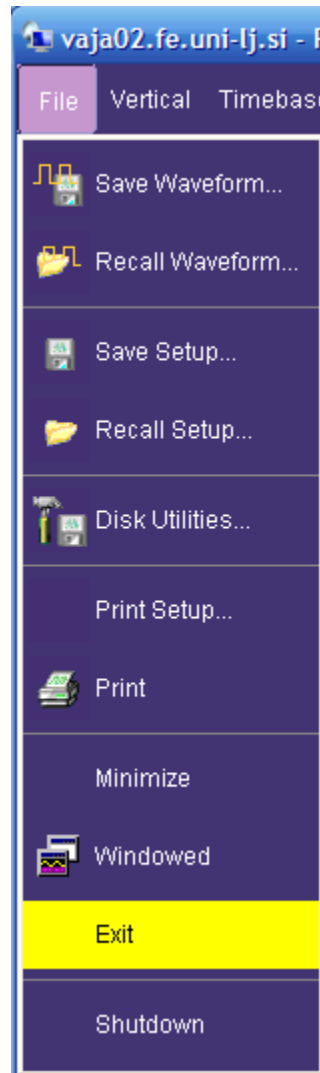 vaja02.fe.uni-lj.si -
File Vertical Timebase
Save Waveform...
Recall Waveform...
Save Setup...
Recall Setup...
Disk Utilities...
Print Setup...
Print
Minimize
Windowed
Exit
Shutdown